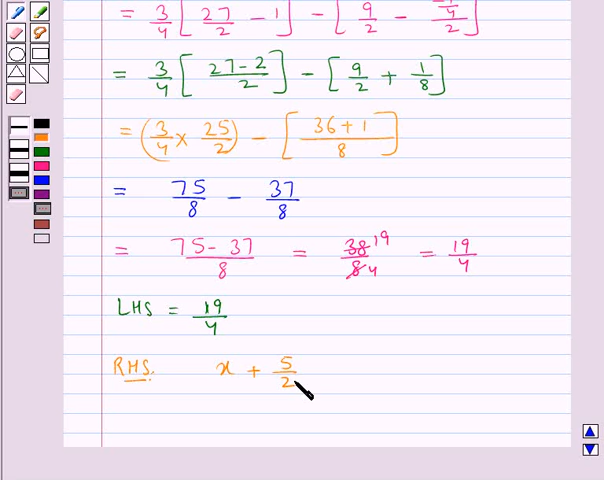 = 3/4 [ 27/2 - 1 ] - [ 9/2 - 4/2 ]
= 3/4 [ 27-2/2 ] - [ 9/2 + 1/8 ]
= (3/4 × 25/2) - [ 36+1/8 ]
= 75/8 - 37/8
= 75-37/8 = 38 19/8 4 = 19/4
LHS = 19/4
RHS. x + 5/2